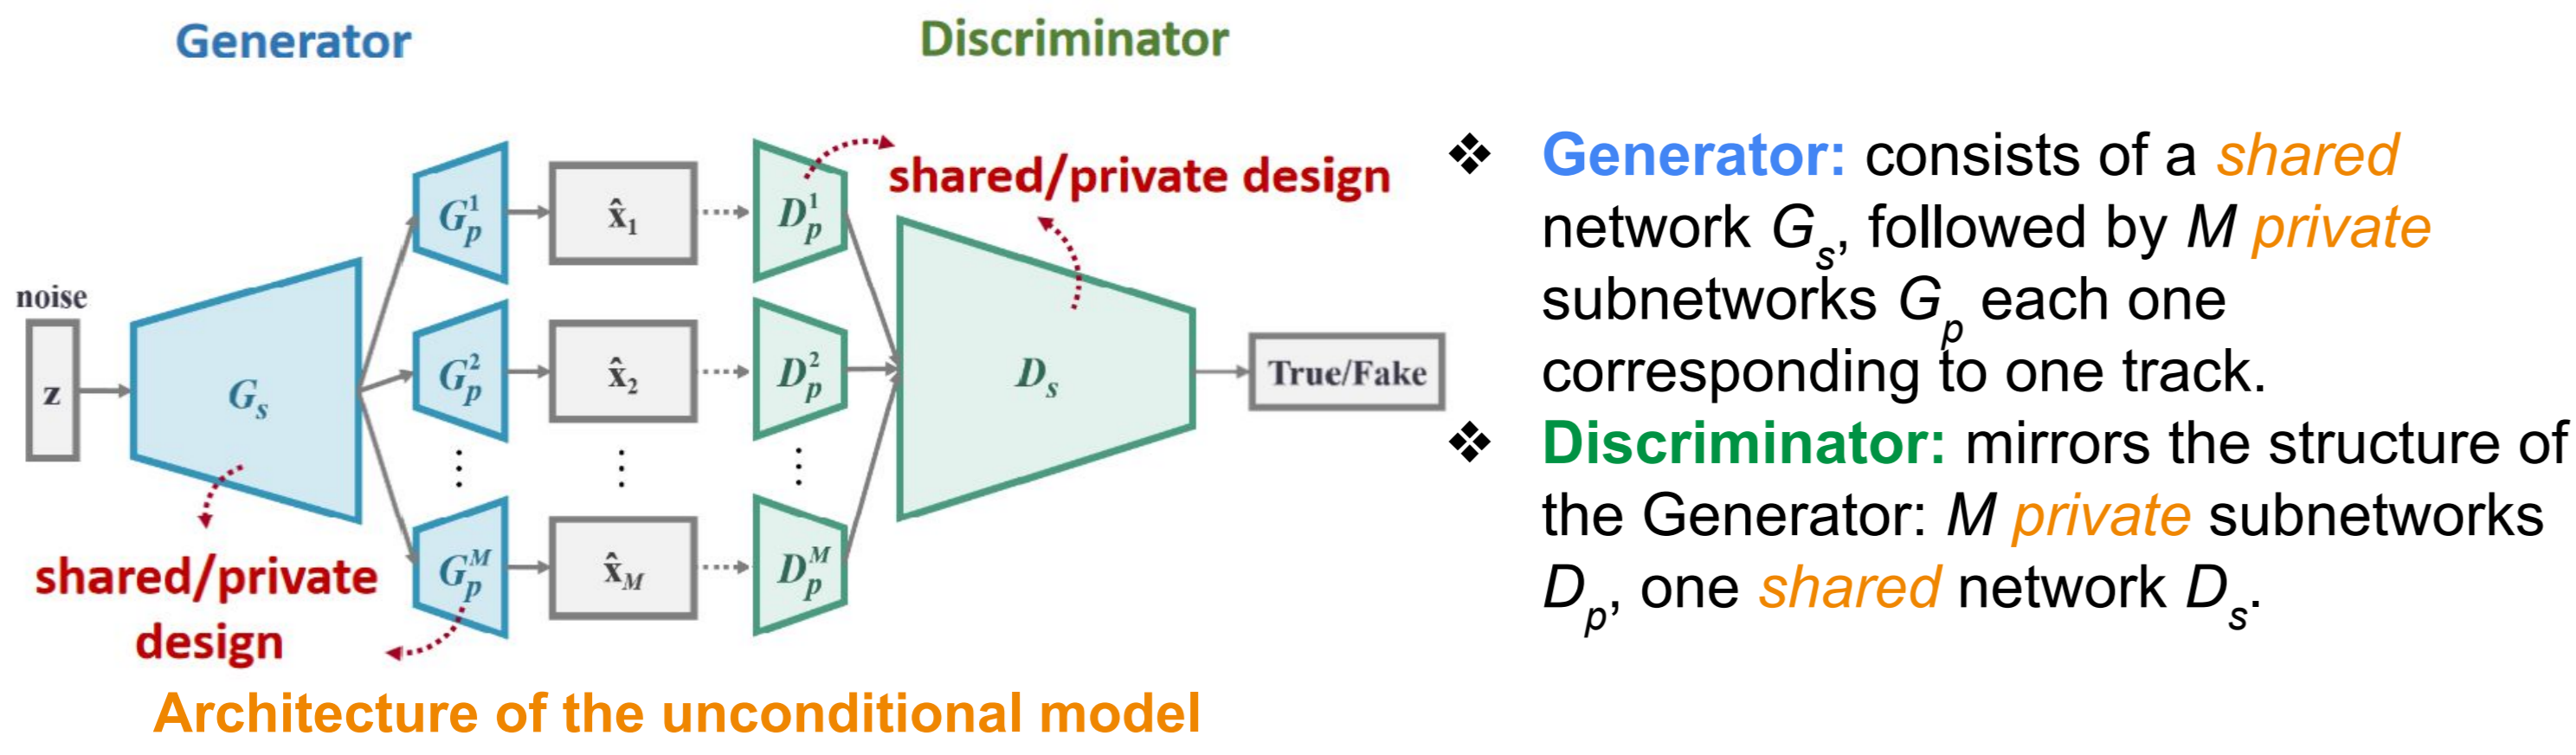 Generator
Discriminator
noise
z
G_s
G_p^1
G_p^2
⋮
G_p^M
x̂_1
x̂_2
⋮
x̂_M
D_p^1
D_p^2
⋮
D_p^M
D_s
True/Fake
shared/private design
shared/private
design
Architecture of the unconditional model
❖ Generator: consists of a shared
network G_s, followed by M private
subnetworks G_p each one
corresponding to one track.
❖ Discriminator: mirrors the structure of
the Generator: M private subnetworks
D_p, one shared network D_s.